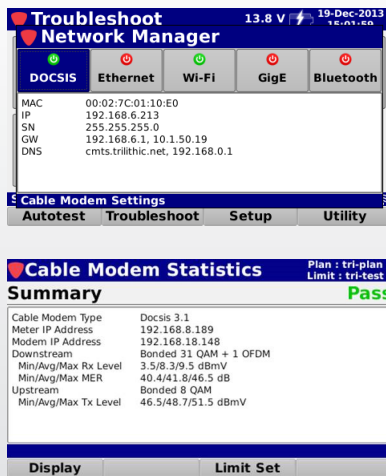 Troubleshoot 13.8 V 19-Dec-2013
15:01:59
Network Manager
DOCSIS Ethernet Wi-Fi GigE Bluetooth
MAC 00:02:7C:01:10:E0
IP 192.168.6.213
SN 255.255.255.0
GW 192.168.6.1, 10.1.50.19
DNS cmts.trilithic.net, 192.168.0.1
Cable Modem Settings
Autotest Troubleshoot Setup Utility
Cable Modem Statistics Plan : tri-plan
Limit : tri-test
Summary Pass
Cable Modem Type Docsis 3.1
Meter IP Address 192.168.8.189
Modem IP Address 192.168.18.148
Downstream Bonded 31 QAM + 1 OFDM
Min/Avg/Max Rx Level 3.5/8.3/9.5 dBmV
Min/Avg/Max MER 40.4/41.8/46.5 dB
Upstream Bonded 8 QAM
Min/Avg/Max Tx Level 46.5/48.7/51.5 dBmV
Display Limit Set